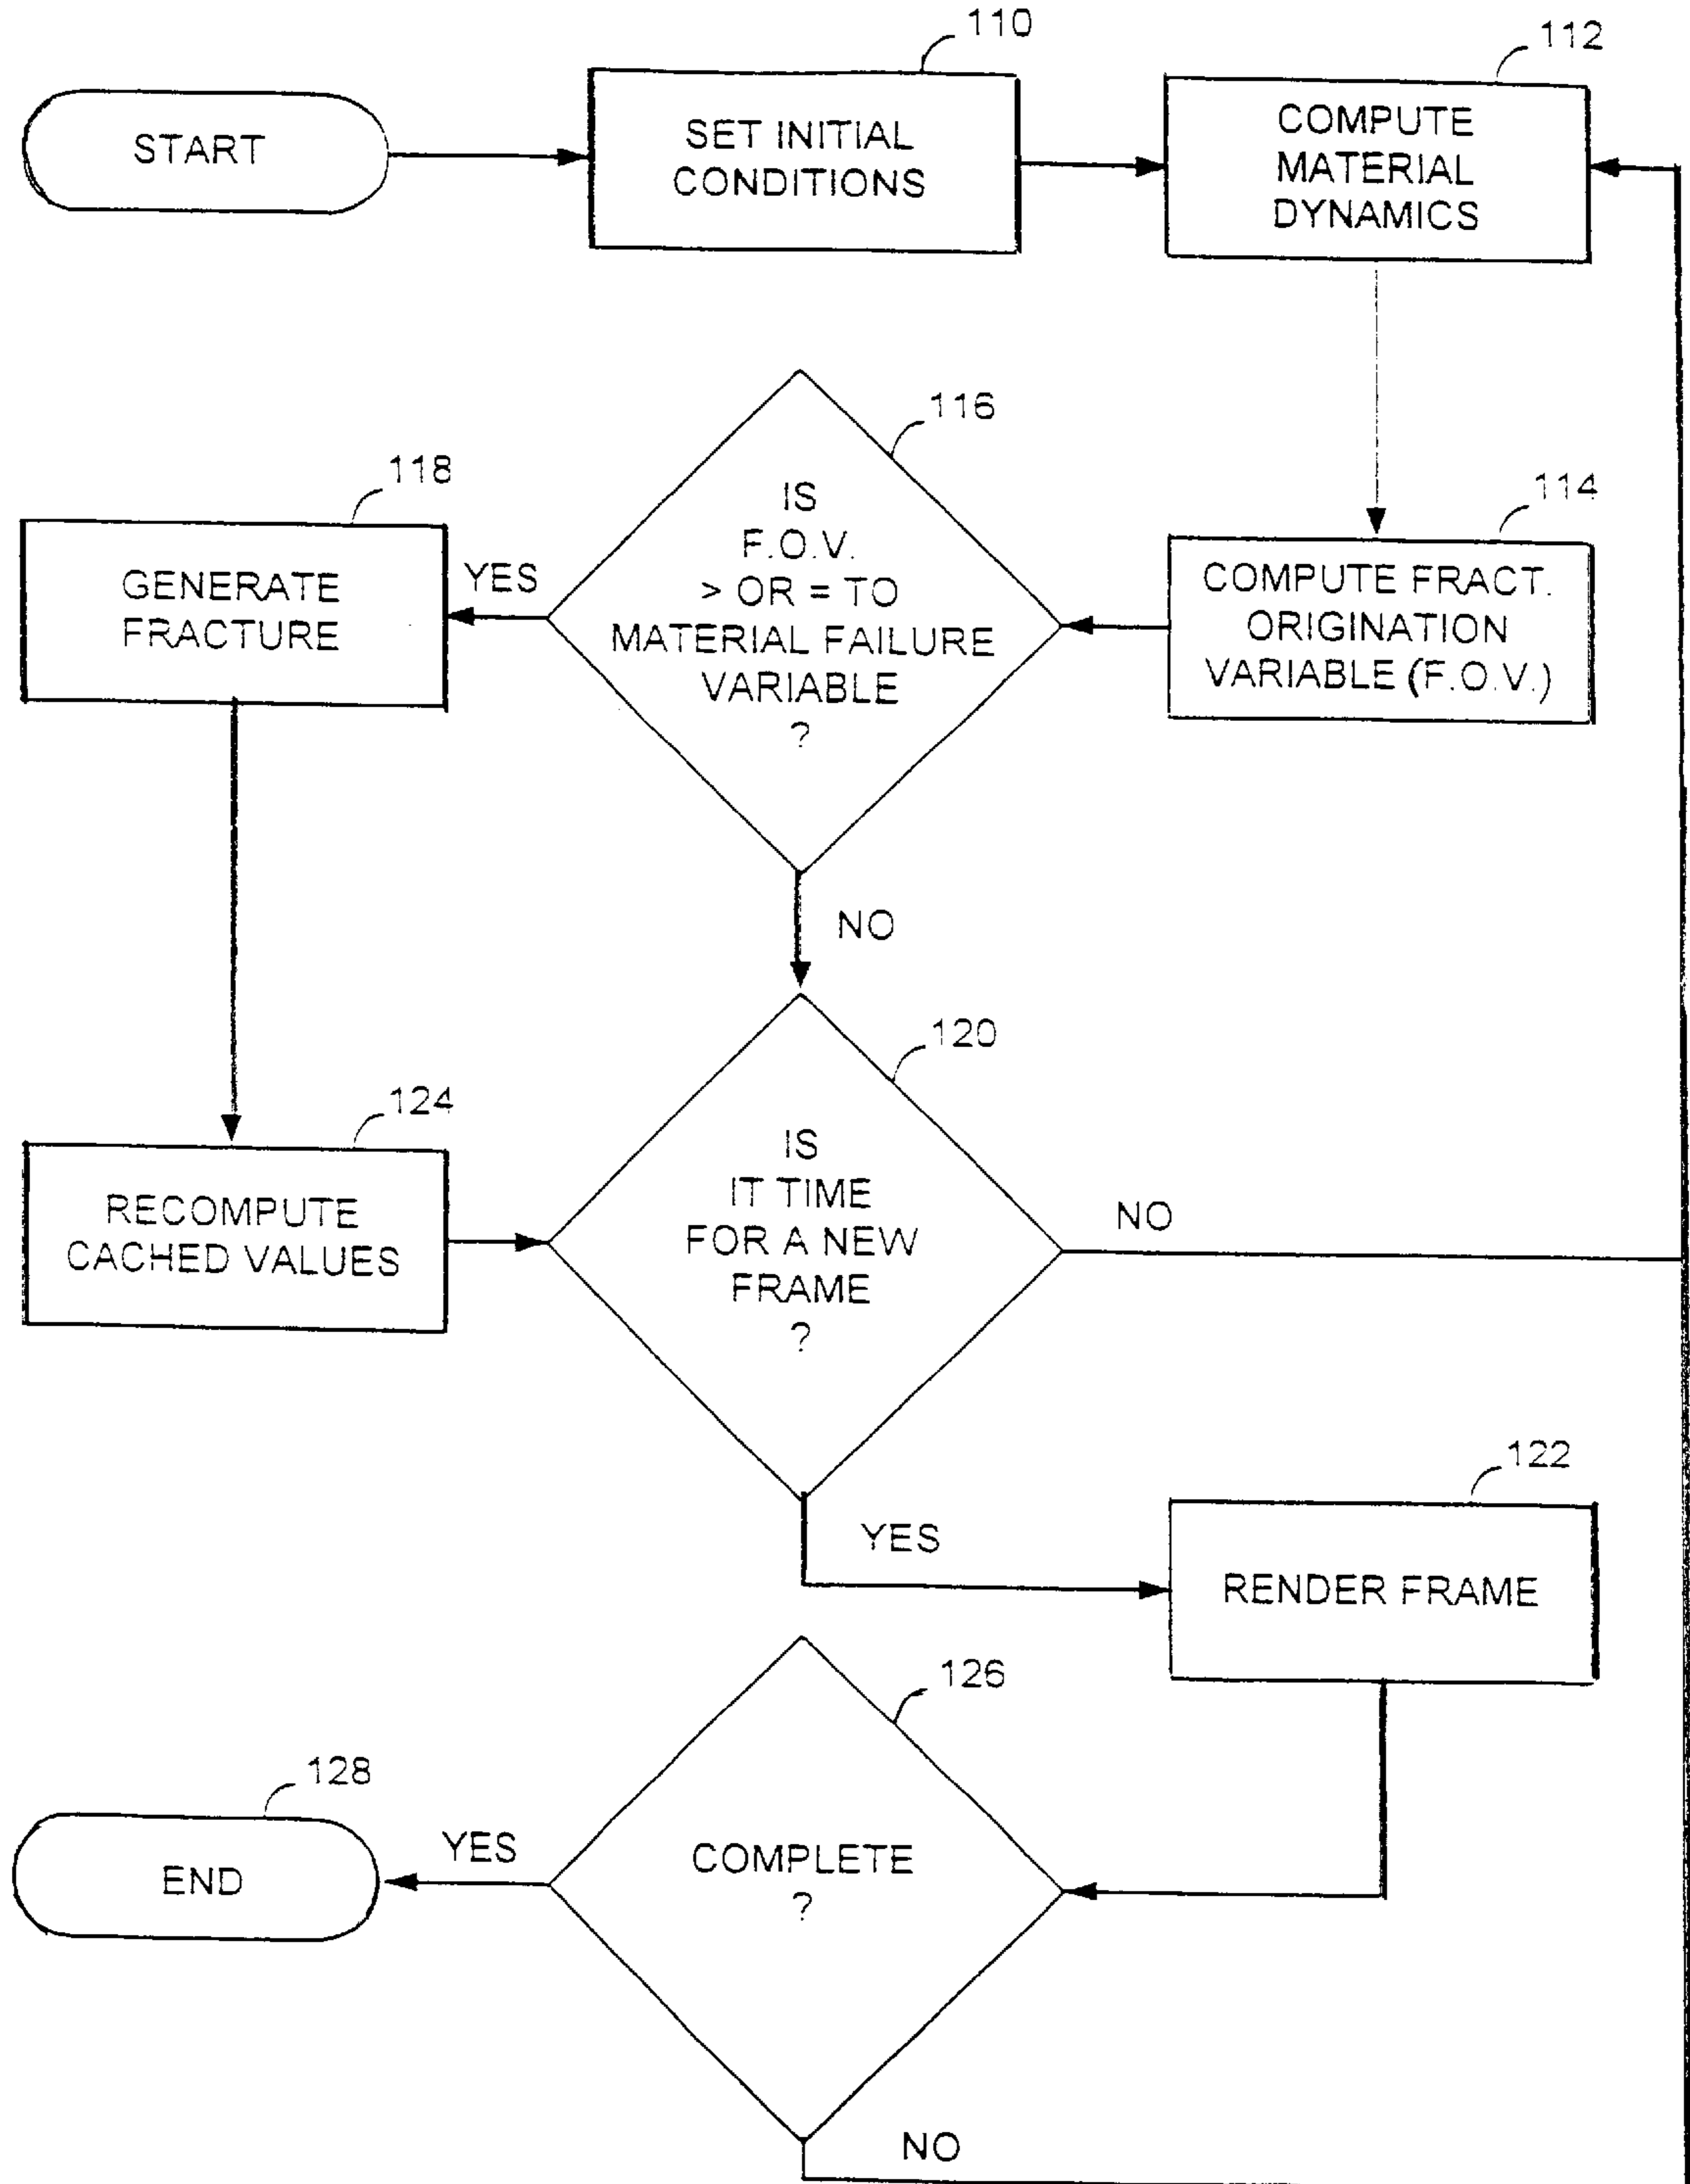 110
112
START
SET INITIAL
CONDITIONS
COMPUTE
MATERIAL
DYNAMICS
116
118
114
IS
F.O.V.
> OR = TO
MATERIAL FAILURE
VARIABLE
?
GENERATE
FRACTURE
YES
COMPUTE FRACT.
ORIGINATION
VARIABLE (F.O.V.)
NO
120
124
IS
IT TIME
FOR A NEW
FRAME
?
RECOMPUTE
CACHED VALUES
NO
122
YES
RENDER FRAME
126
128
YES
COMPLETE
?
END
NO